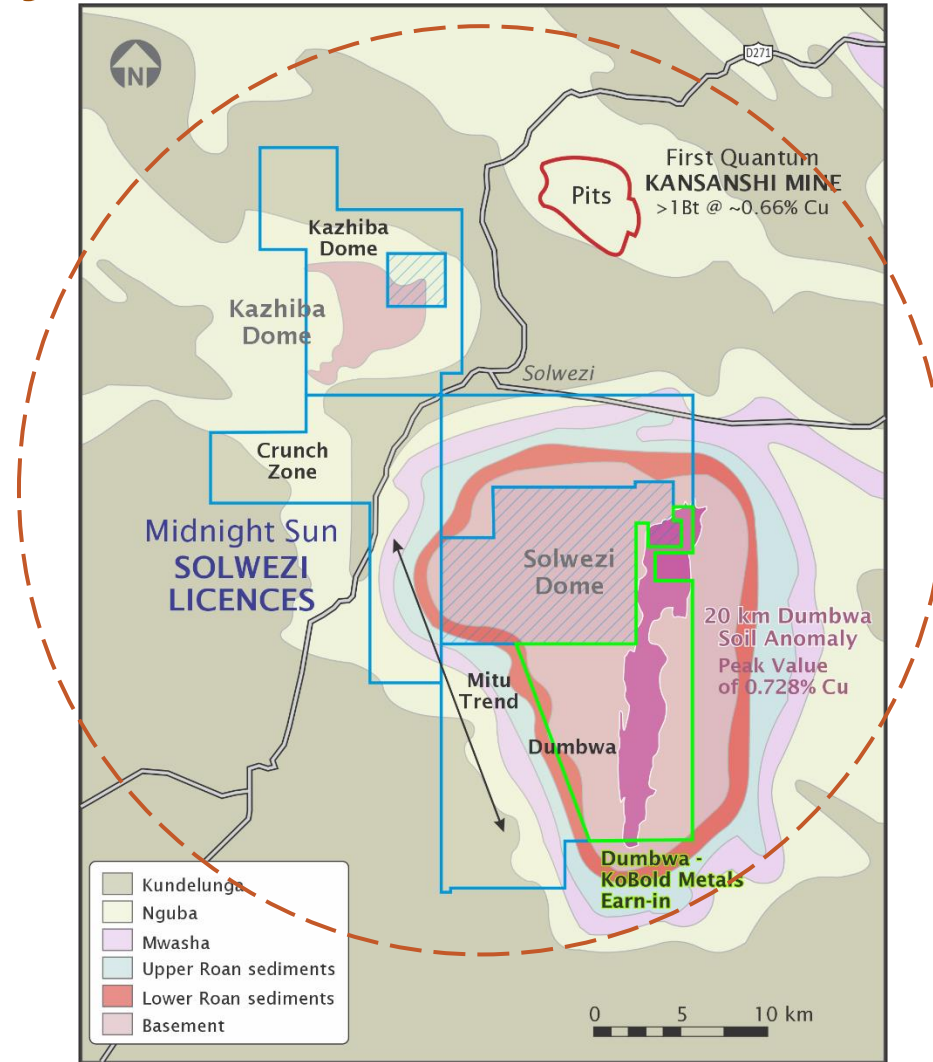 N
D271
First Quantum
KANSANSHI MINE
>1Bt @ ~0.66% Cu
Pits
Kazhiba
Dome
Kazhiba
Dome
Solwezi
Crunch
Zone
Midnight Sun
SOLWEZI
LICENCES
Solwezi
Dome
20 km Dumbwa
Soil Anomaly
Peak Value
of 0.728% Cu
Mitu
Trend
Dumbwa
Dumbwa -
KoBold Metals
Earn-in
Kundelunga
Nguba
Mwasha
Upper Roan sediments
Lower Roan sediments
Basement
0 5 10 km